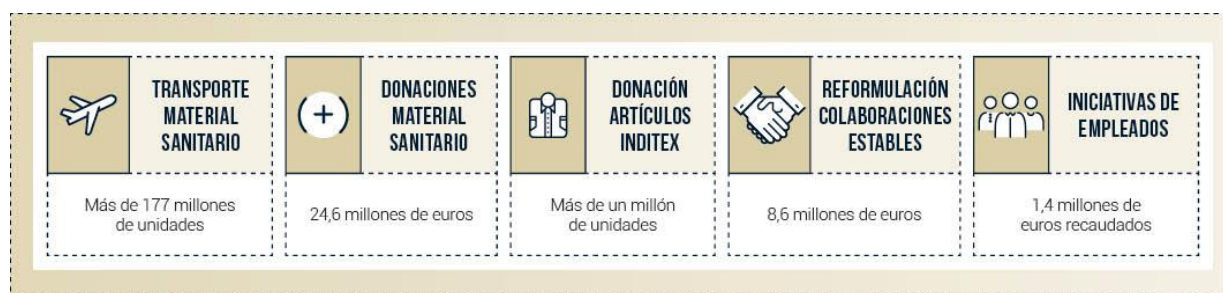 TRANSPORTE
MATERIAL
SANITARIO
Más de 177 millones
de unidades
DONACIONES
MATERIAL
SANITARIO
24,6 millones de euros
DONACIÓN
ARTÍCULOS
INDITEX
Más de un millón
de unidades
REFORMULACIÓN
COLABORACIONES
ESTABLES
8,6 millones de euros
INICIATIVAS DE
EMPLEADOS
1,4 millones de
euros recaudados